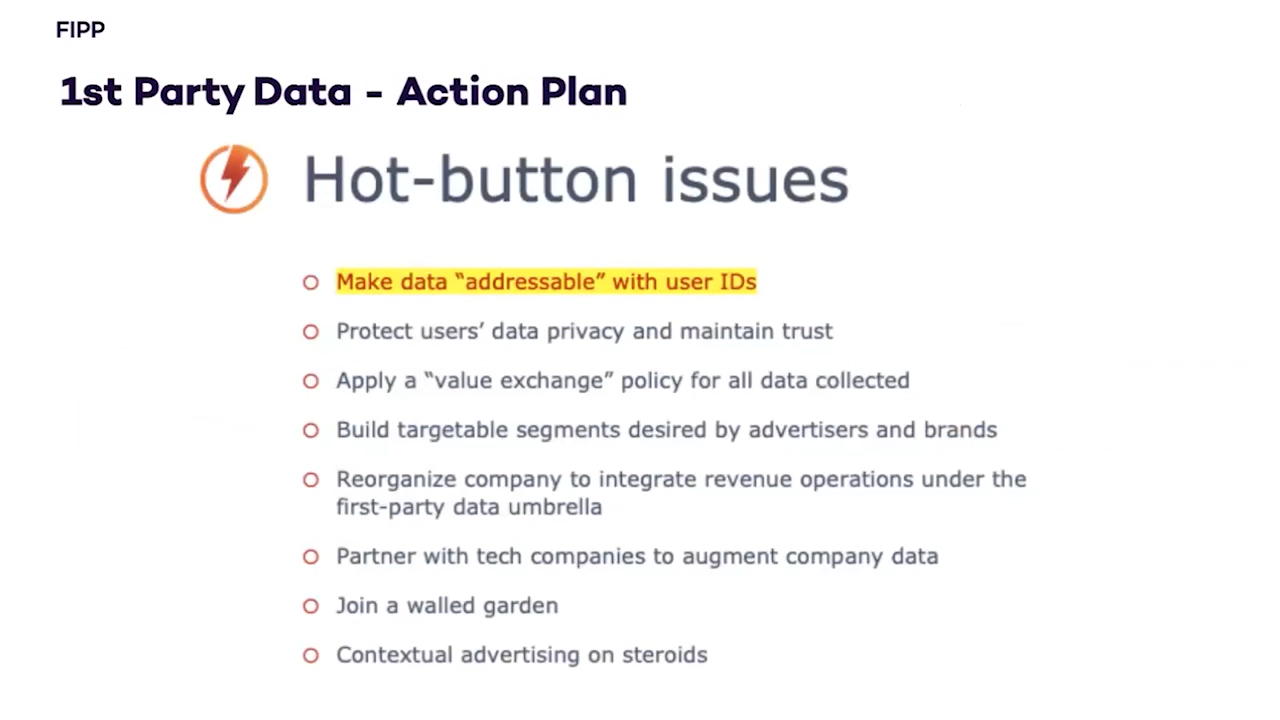 FIPP
1st Party Data - Action Plan
Hot-button issues
Make data “addressable” with user IDs
Protect users’ data privacy and maintain trust
Apply a “value exchange” policy for all data collected
Build targetable segments desired by advertisers and brands
Reorganize company to integrate revenue operations under the
first-party data umbrella
Partner with tech companies to augment company data
Join a walled garden
Contextual advertising on steroids